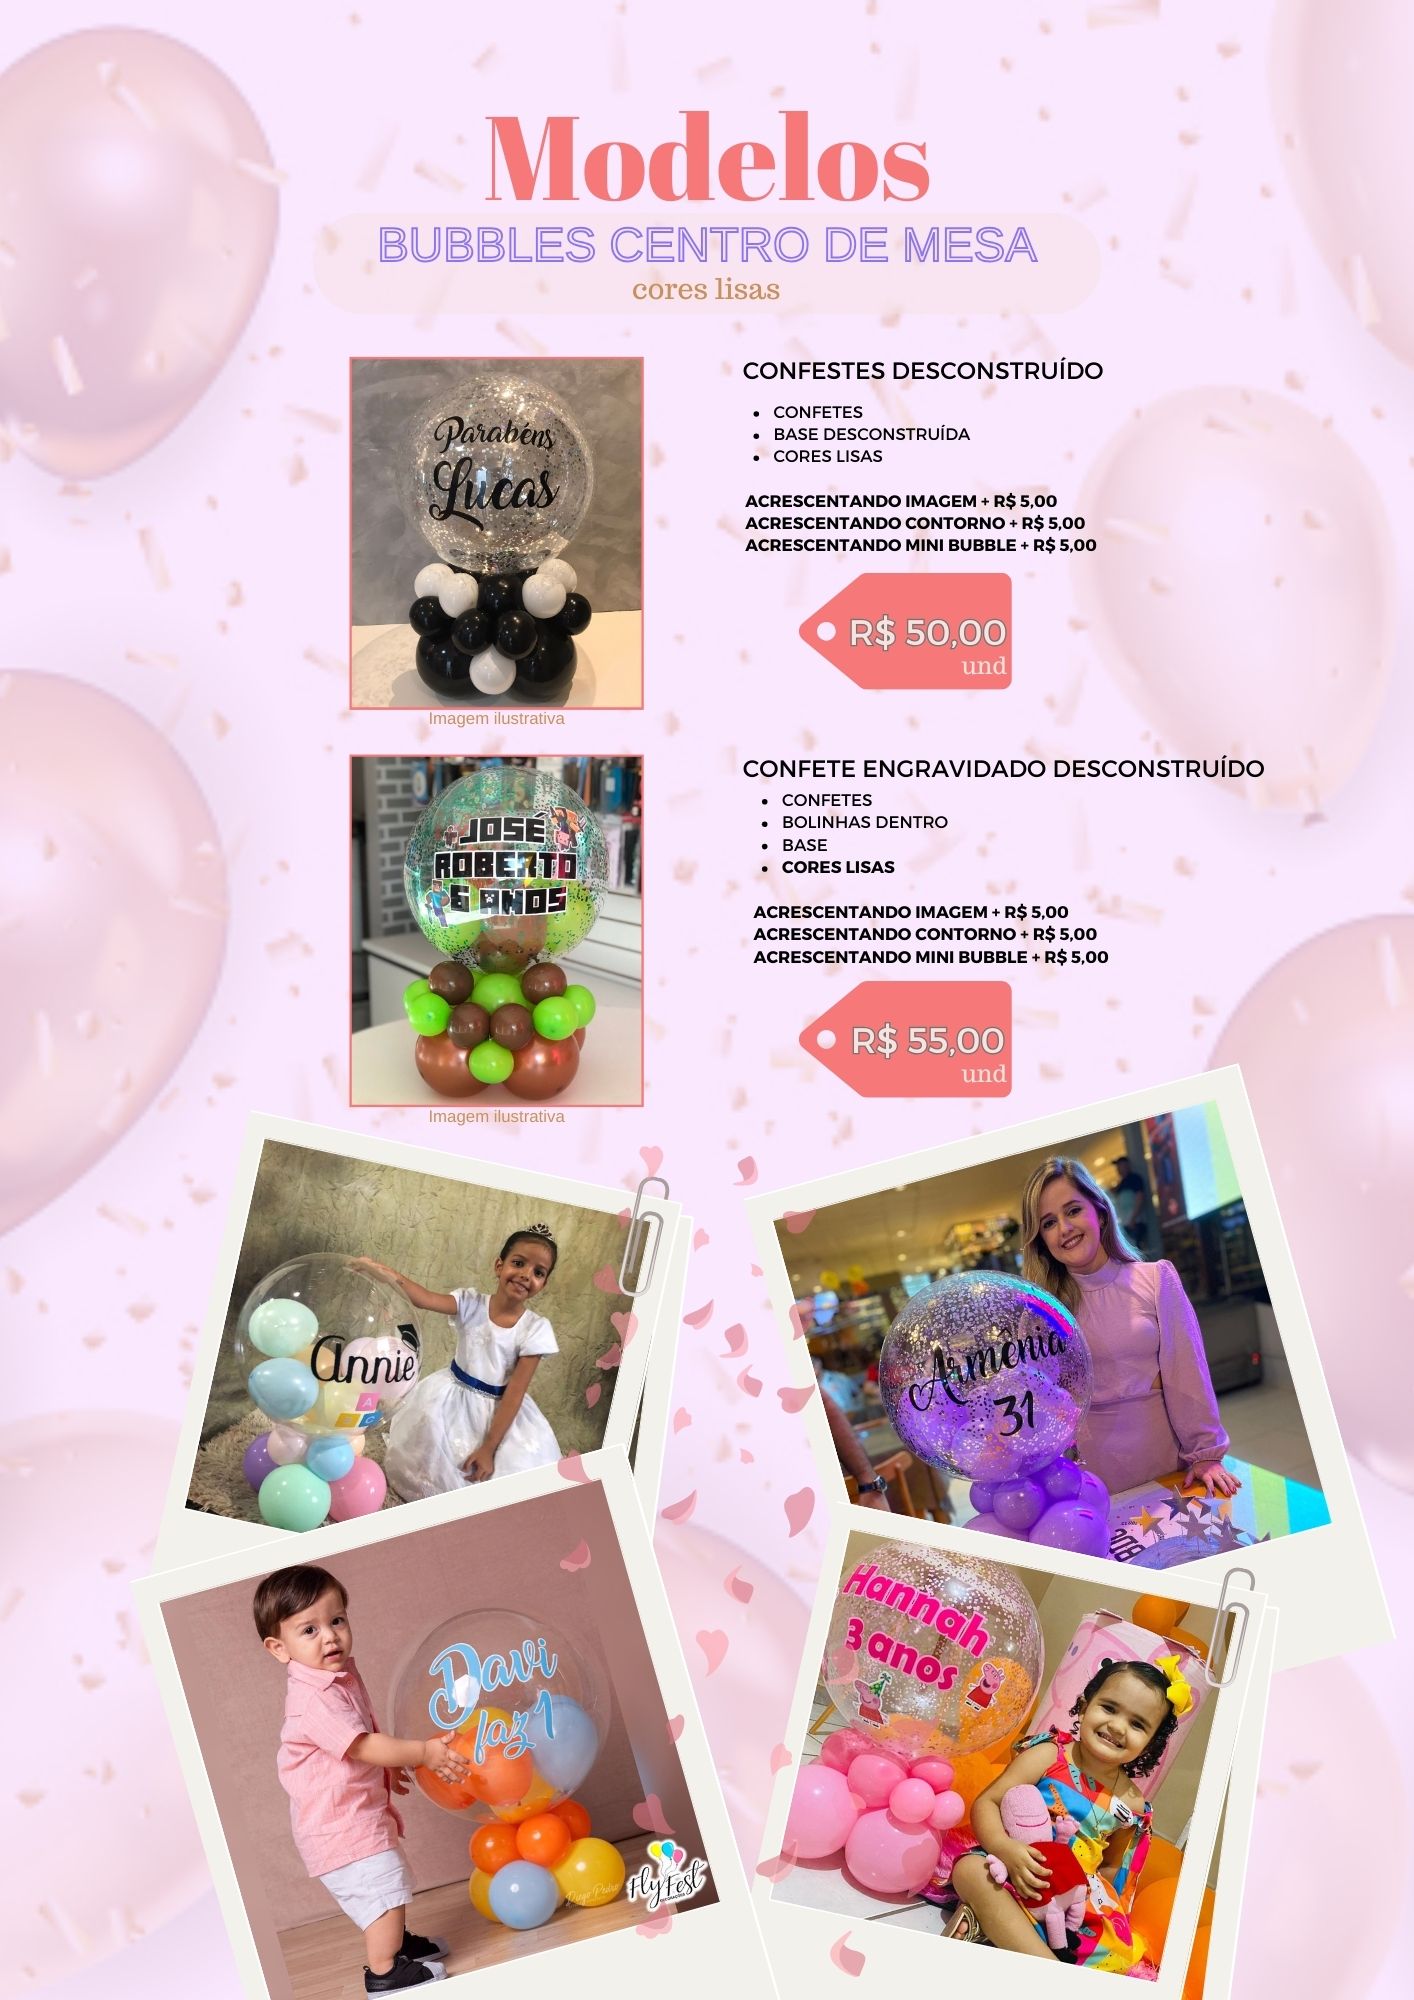 Modelos
BUBBLES CENTRO DE MESA
cores lisas
Parabéns
Lucas
Imagem ilustrativa
CONFESTES DESCONSTRUÍDO
• CONFETES
• BASE DESCONSTRUÍDA
• CORES LISAS
ACRESCENTANDO IMAGEM + R$ 5,00
ACRESCENTANDO CONTORNO + R$ 5,00
ACRESCENTANDO MINI BUBBLE + R$ 5,00
R$ 50,00
und
JOSÉ
ROBERTO
6 ANOS
Imagem ilustrativa
CONFETE ENGRAVIDADO DESCONSTRUÍDO
• CONFETES
• BOLINHAS DENTRO
• BASE
• CORES LISAS
ACRESCENTANDO IMAGEM + R$ 5,00
ACRESCENTANDO CONTORNO + R$ 5,00
ACRESCENTANDO MINI BUBBLE + R$ 5,00
R$ 55,00
und
Annie
A
B C
Armênia
31
Davi
faz 1
Diego Pedro
FlyFest
Hannah
3 anos